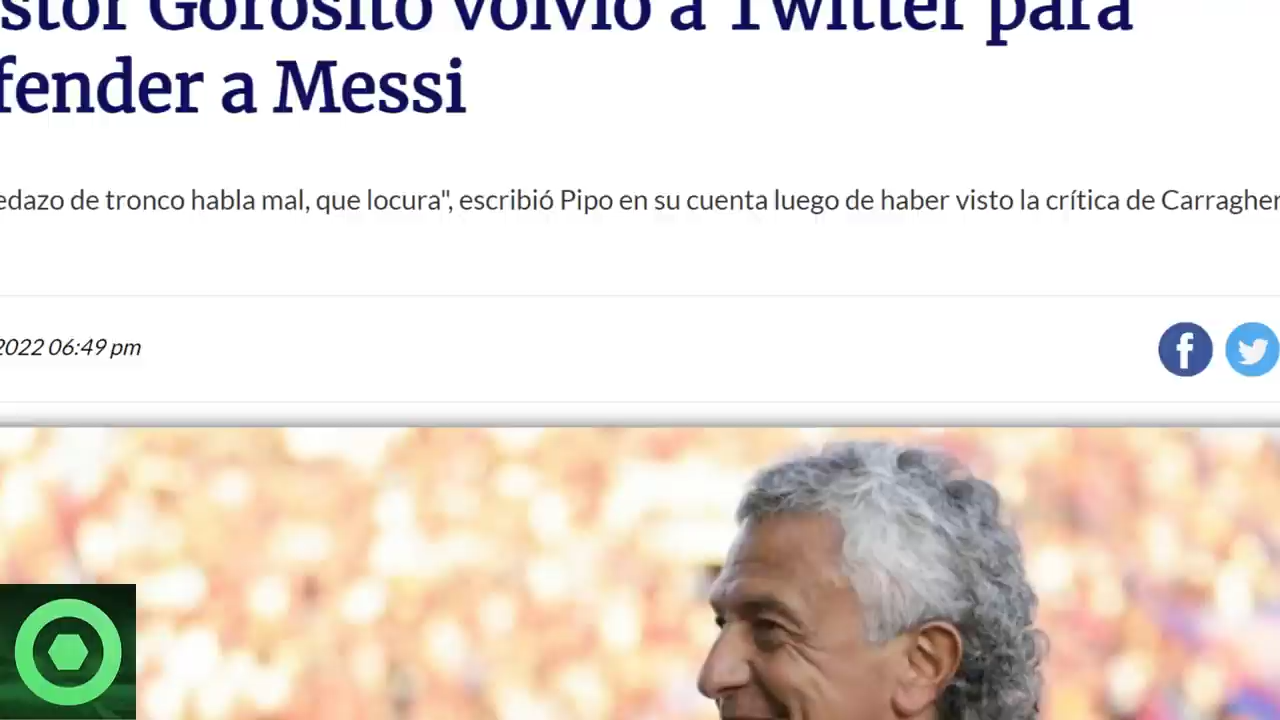 stor Gorosito volvió a Twitter para
fender a Messi
edazo de tronco habla mal, que locura", escribió Pipo en su cuenta luego de haber visto la crítica de Carragher
2022 06:49 pm